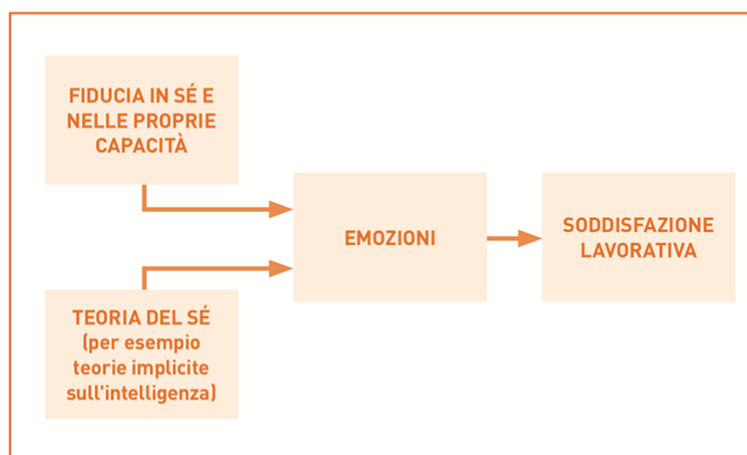 FIDUCIA IN SÉ E
NELLE PROPRIE
CAPACITÀ
EMOZIONI
SODDISFAZIONE
LAVORATIVA
TEORIA DEL SÉ
(per esempio
teorie implicite
sull'intelligenza)